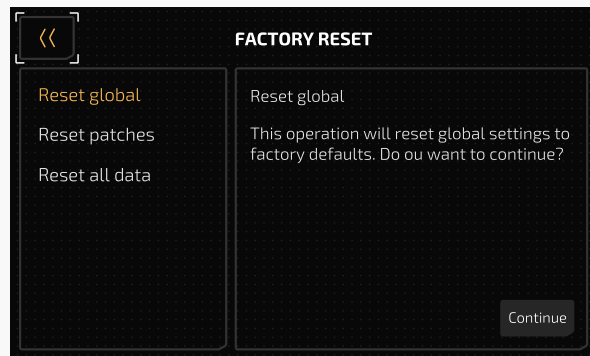 FACTORY RESET
Reset global
Reset patches
Reset all data
Reset global
This operation will reset global settings to
factory defaults. Do ou want to continue?
Continue